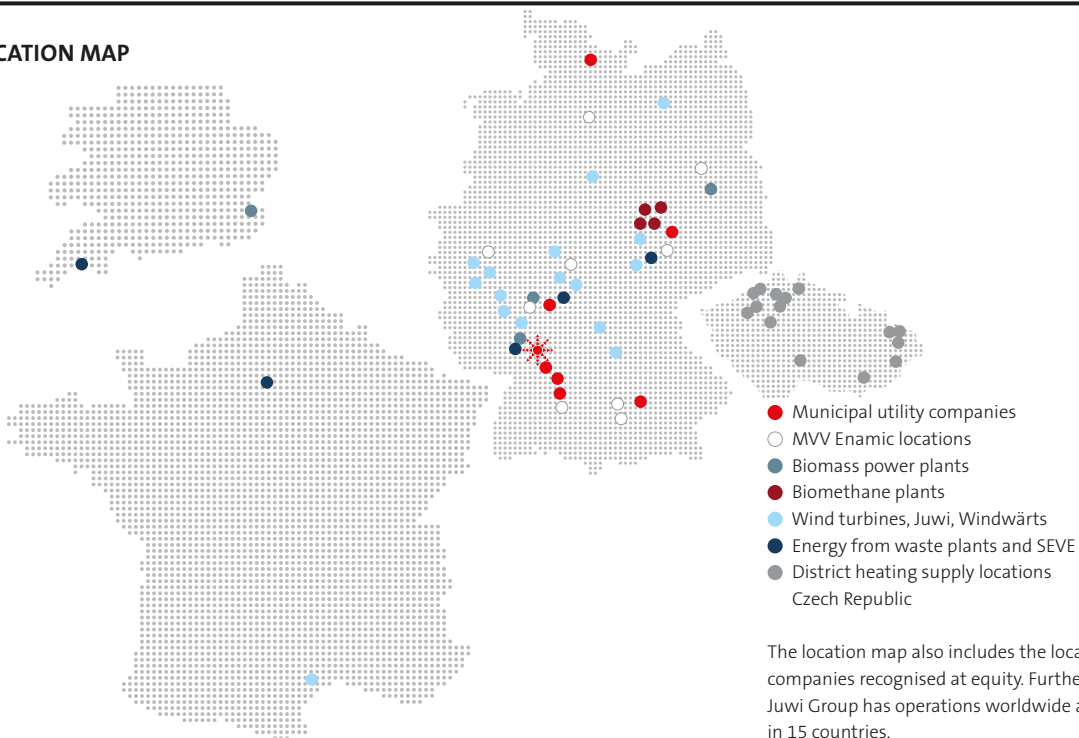 CATION MAP
Municipal utility companies
MVV Enamic locations
Biomass power plants
Biomethane plants
Wind turbines, Juwi, Windwärts
Energy from waste plants and SEVE
District heating supply locations
Czech Republic
The location map also includes the loca
companies recognised at equity. Furthe
Juwi Group has operations worldwide a
in 15 countries.